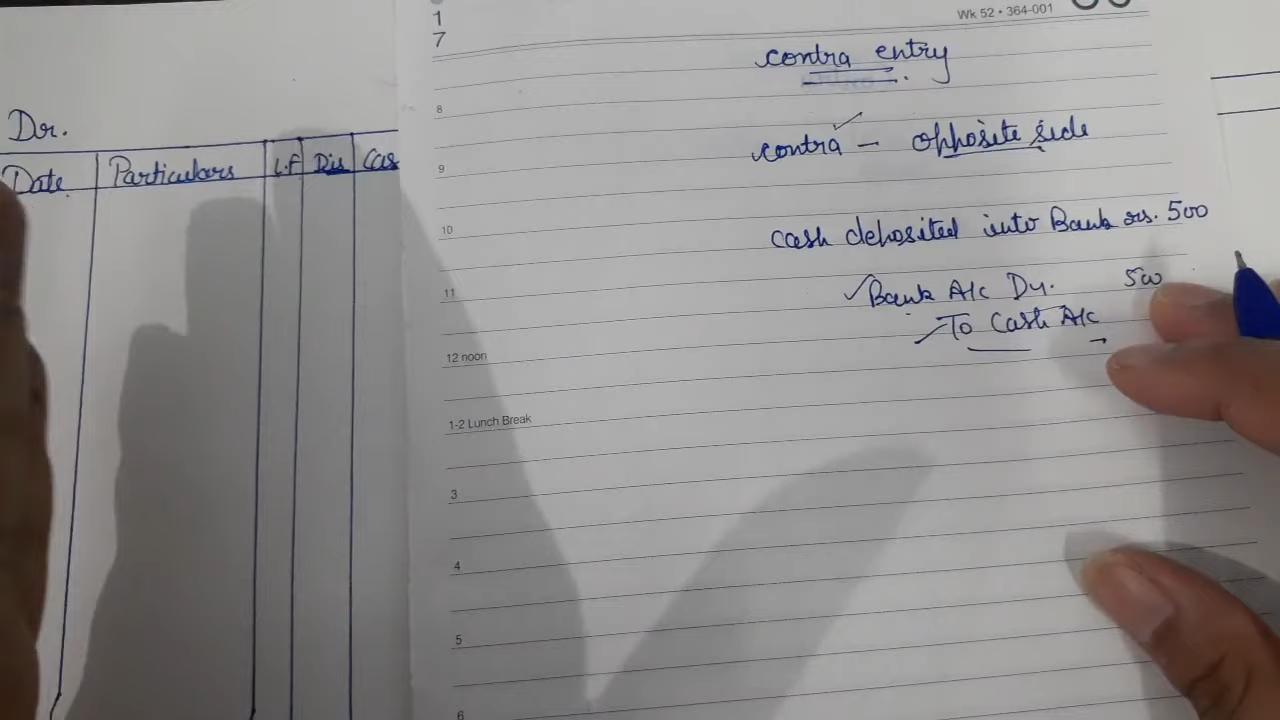 Dr.
Date Particulars L.F Dis Cas
1
7
Wk 52 • 364-001
contra entry
8
contra - opposite side
9
10
cash deposited into Bank rs. 500
11
Bank A/c Dr. 500
To Cash A/c
12 noon
1-2 Lunch Break
3
4
5
6